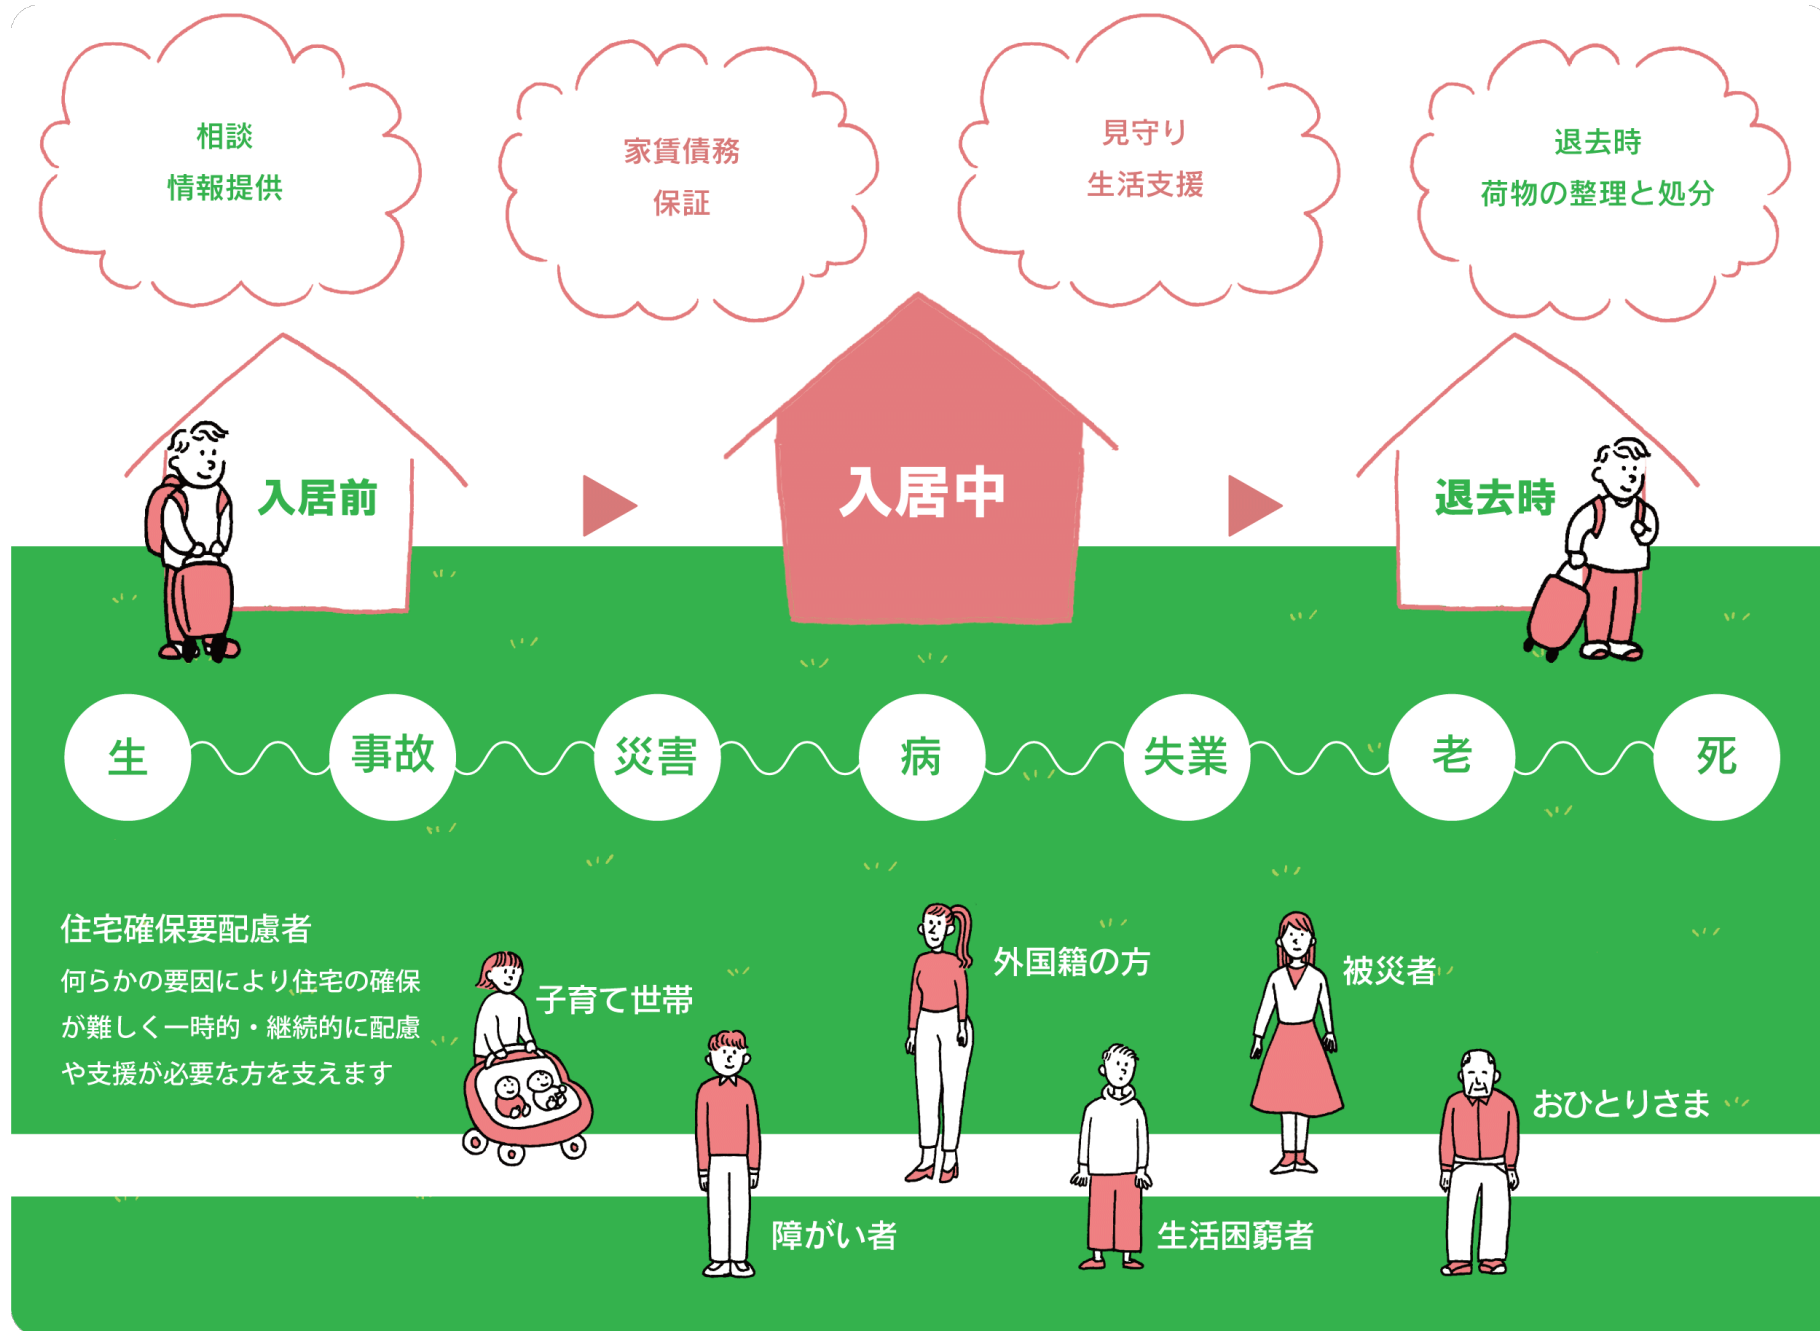 相談
情報提供
家賃債務
保証
見守り
生活支援
退去時
荷物の整理と処分
入居前
入居中
退去時
生
事故
災害
病
失業
老
死
住宅確保要配慮者
何らかの要因により住宅の確保
が難しく一時的・継続的に配慮
や支援が必要な方を支えます
子育て世帯
外国籍の方
被災者
おひとりさま
障がい者
生活困窮者